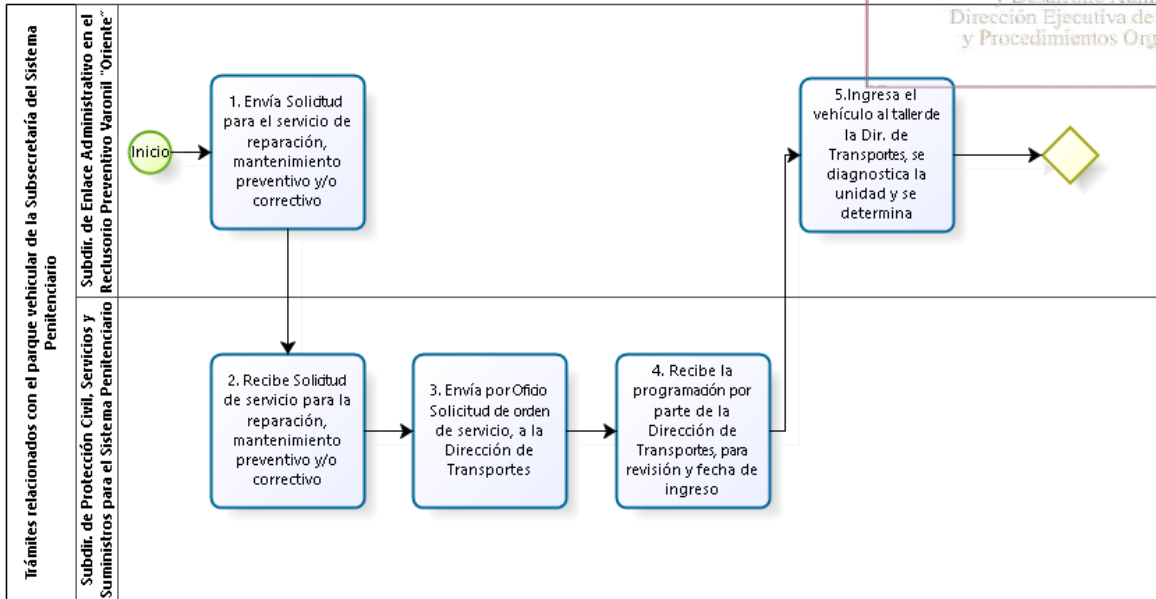 y Desarrollo Adm
Dirección Ejecutiva de
y Procedimientos Org
Trámites relacionados con el parque vehicular de la Subsecretaría del Sistema
Penitenciario
Subdir. de Enlace Administrativo en el
Reclusorio Preventivo Varonil "Oriente"
Inicio
1. Envía Solicitud
para el servicio de
reparación,
mantenimiento
preventivo y/o
correctivo
5.Ingresa el
vehículo al taller de
la Dir. de
Transportes, se
diagnostica la
unidad y se
determina
Subdir. de Protección Civil, Servicios y
Suministros para el Sistema Penitenciario
2. Recibe Solicitud
de servicio para la
reparación,
mantenimiento
preventivo y/o
correctivo
3. Envía por Oficio
Solicitud de orden
de servicio, a la
Dirección de
Transportes
4. Recibe la
programación por
parte de la
Dirección de
Transportes, para
revisión y fecha de
ingreso